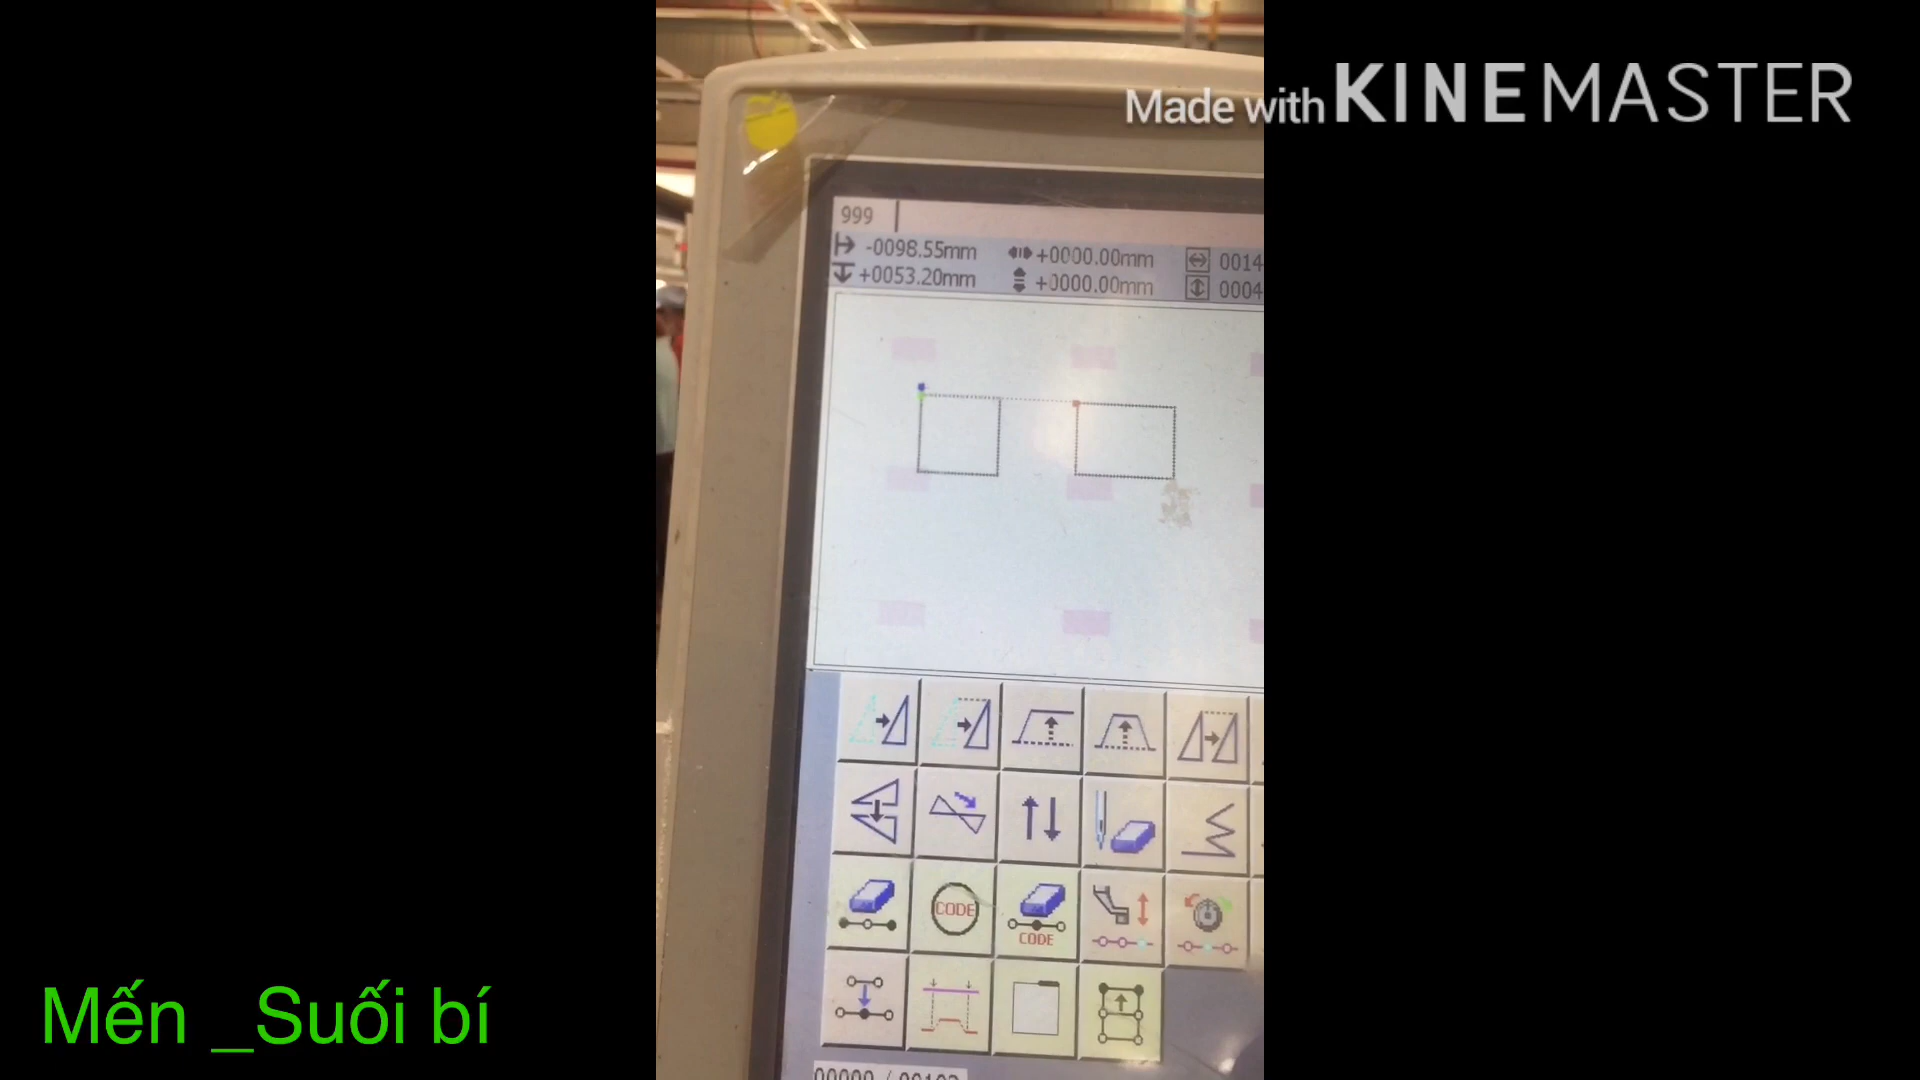 Made with KINEMASTER
999
-0098.55mm +0000.00mm 0014
+0053.20mm +0000.00mm 0004
CODE
CODE
Mến _Suối bí